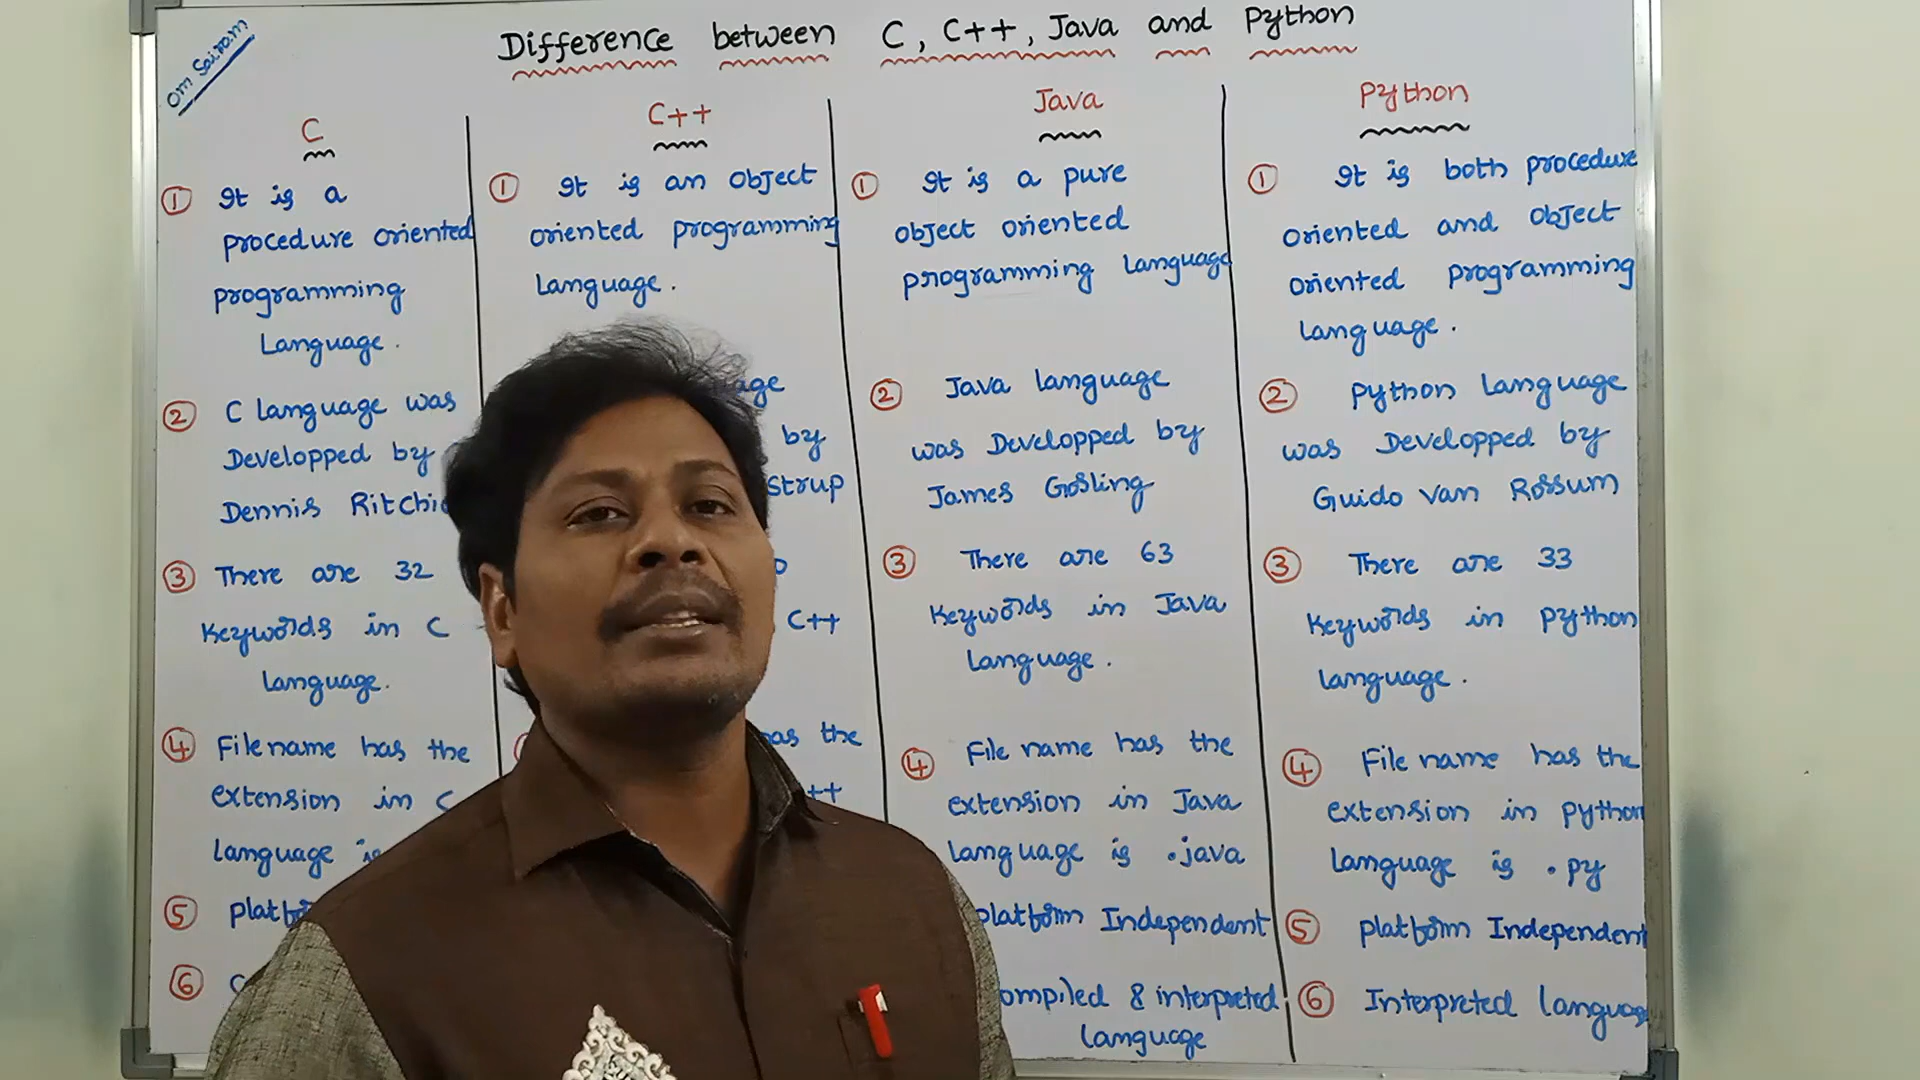 Om Sairam
Difference between C, C++, Java and Python
C
① It is a
procedure oriented
programming
Language.
② C language was
Developped by
Dennis Ritchie
③ There are 32
Keywords in C
language.
④ File name has the
extension in C
language is
⑤
⑥
C++
① It is an object
oriented programming
Language.
by
C++
has the
++
Java
① It is a pure
object oriented
programming language
② Java language
was Developped by
James Gosling
③ There are 63
Keywords in Java
language.
④ File name has the
extension in Java
language is .java
platform Independent
compiled & interpreted
language
Python
① It is both procedure
oriented and object
oriented programming
language.
② Python Language
was Developped by
Guido Van Rossum
③ There are 33
Keywords in python
language.
④ File name has the
extension in python
language is .py
⑤ platform Independent
⑥ Interpreted language